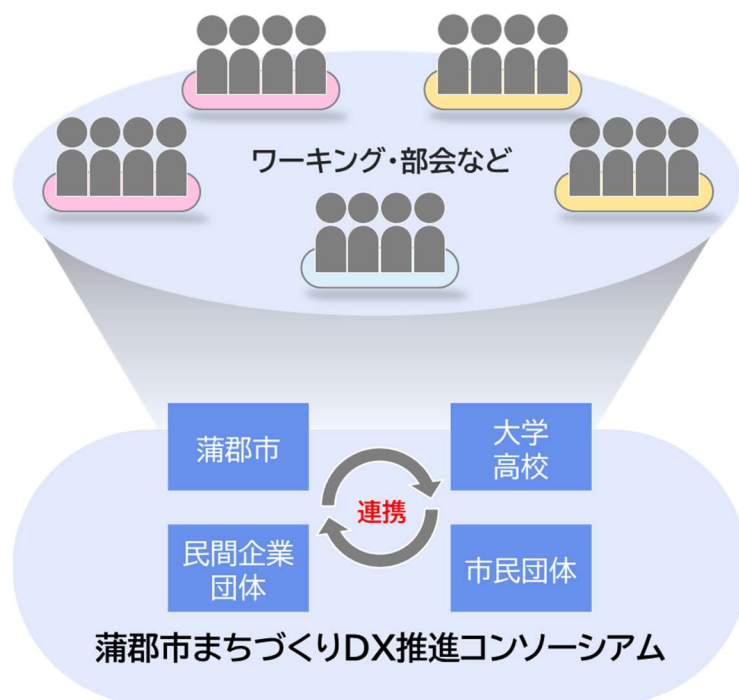 ワーキング・部会など
蒲郡市
大学
高校
連携
民間企業
団体
市民団体
蒲郡市まちづくりDX推進コンソーシアム